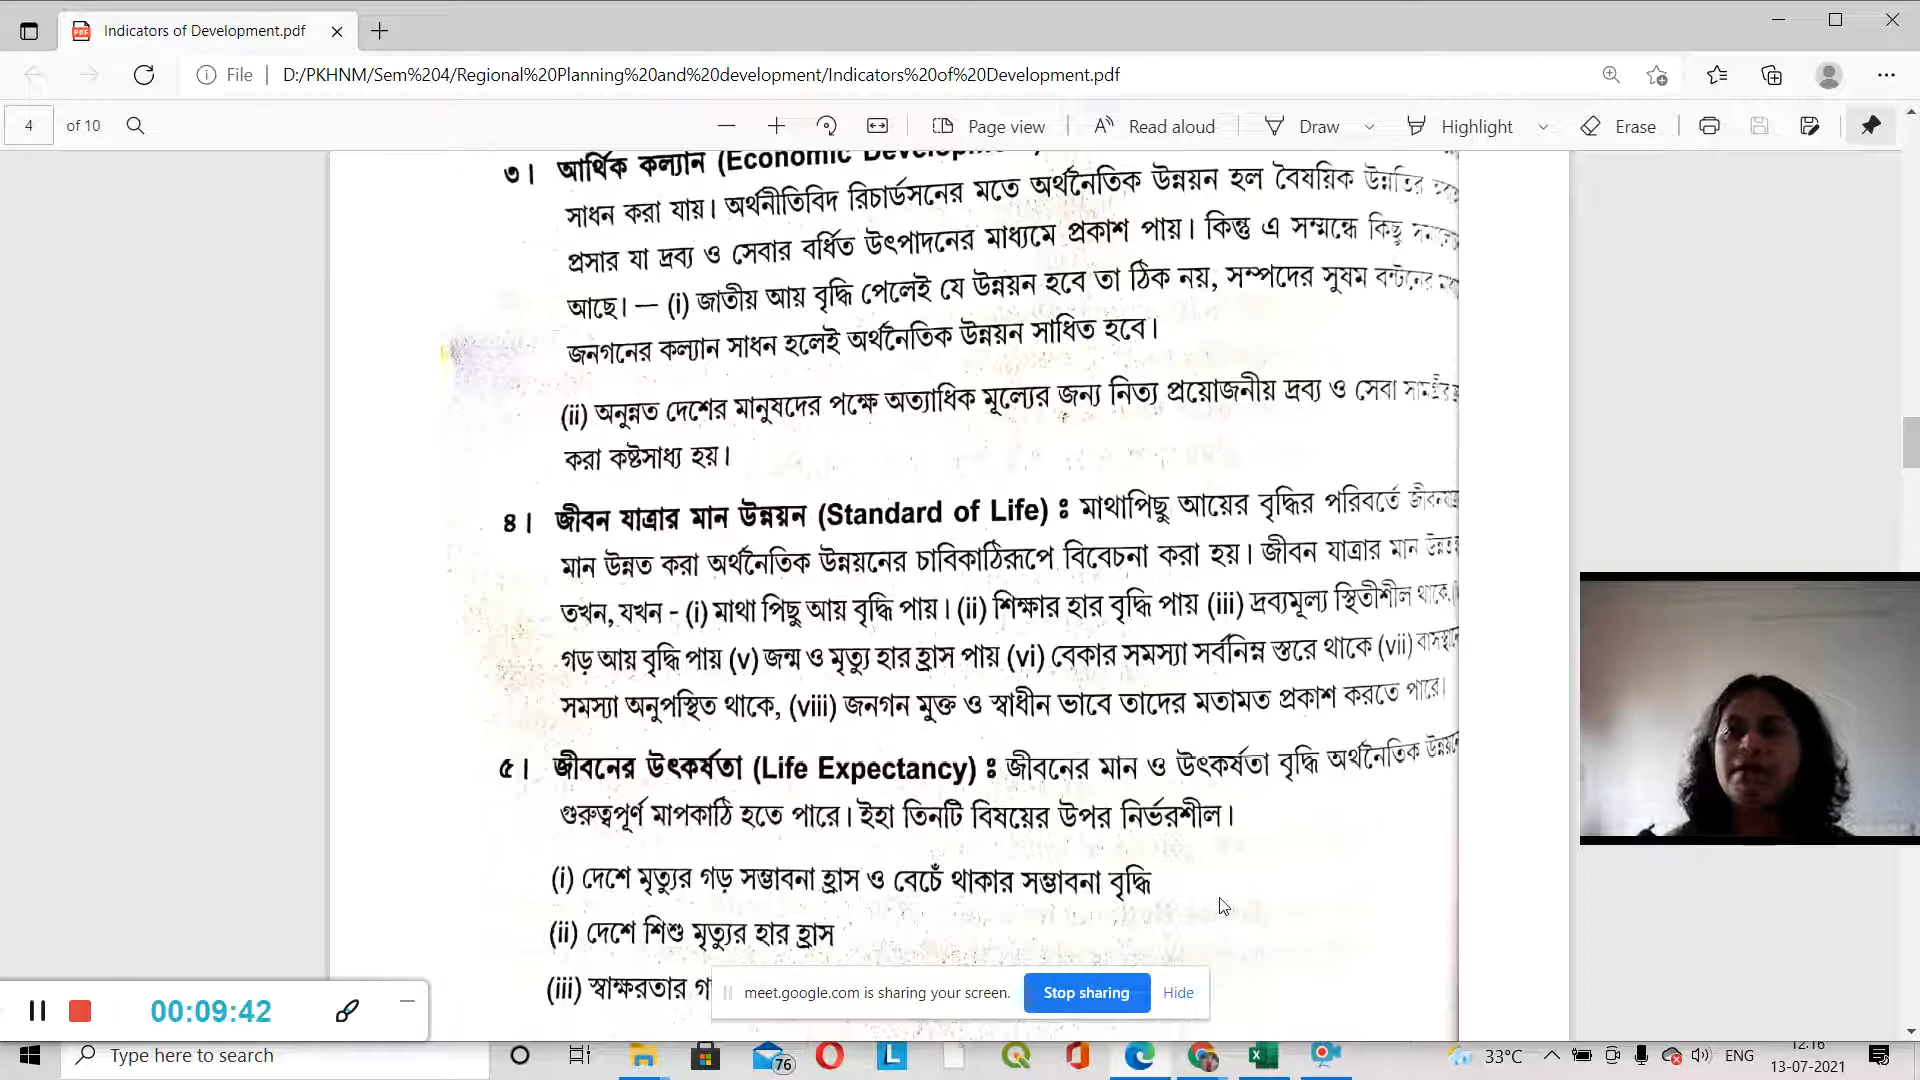 Indicators of Development.pdf
File
D:/PKHNM/Sem%204/Regional%20Planning%20and%20development/Indicators%20of%20Development.pdf
4 of 10
Page view
Read aloud
Draw
Highlight
Erase
৩। আর্থিক কল্যান (Economic
সাধন করা যায়। অর্থনীতিবিদ রিচার্ডসনের মতে অর্থনৈতিক উন্নয়ন হল বৈষয়িক উন্নতির
প্রসার যা দ্রব্য ও সেবার বর্ধিত উৎপাদনের মাধ্যমে প্রকাশ পায়। কিন্তু এ সম্মন্ধে কিছু
আছে। — (i) জাতীয় আয় বৃদ্ধি পেলেই যে উন্নয়ন হবে তা ঠিক নয়, সম্পদের সুষম বন্টনের
জনগনের কল্যান সাধন হলেই অর্থনৈতিক উন্নয়ন সাধিত হবে।
(ii) অনুন্নত দেশের মানুষদের পক্ষে অত্যাধিক মূল্যের জন্য নিত্য প্রয়োজনীয় দ্রব্য ও সেবা
করা কষ্টসাধ্য হয়।
৪। জীবন যাত্রার মান উন্নয়ন (Standard of Life) ঃ মাথাপিছু আয়ের বৃদ্ধির পরিবর্তে
মান উন্নত করা অর্থনৈতিক উন্নয়নের চাবিকাঠিরূপে বিবেচনা করা হয়। জীবন যাত্রার মান
তখন, যখন - (i) মাথা পিছু আয় বৃদ্ধি পায়। (ii) শিক্ষার হার বৃদ্ধি পায় (iii) দ্রব্যমূল্য স্থিতীশীল থাকে,
গড় আয় বৃদ্ধি পায় (v) জন্ম ও মৃত্যু হার হ্রাস পায় (vi) বেকার সমস্যা সর্বনিম্ন স্তরে থাকে (vii)
সমস্যা অনুপস্থিত থাকে, (viii) জনগন মুক্ত ও স্বাধীন ভাবে তাদের মতামত প্রকাশ করতে পারে।
৫। জীবনের উৎকর্ষতা (Life Expectancy) ঃ জীবনের মান ও উৎকর্ষতা বৃদ্ধি অর্থনৈতিক
গুরুত্বপূর্ণ মাপকাঠি হতে পারে। ইহা তিনটি বিষয়ের উপর নির্ভরশীল।
(i) দেশে মৃত্যুর গড় সম্ভাবনা হ্রাস ও বেচেঁ থাকার সম্ভাবনা বৃদ্ধি
(ii) দেশে শিশু মৃত্যুর হার হ্রাস
(iii) স্বাক্ষরতার
meet.google.com is sharing your screen.
Stop sharing
Hide
00:09:42
Type here to search
76
33°C
ENG
12:16
13-07-2021